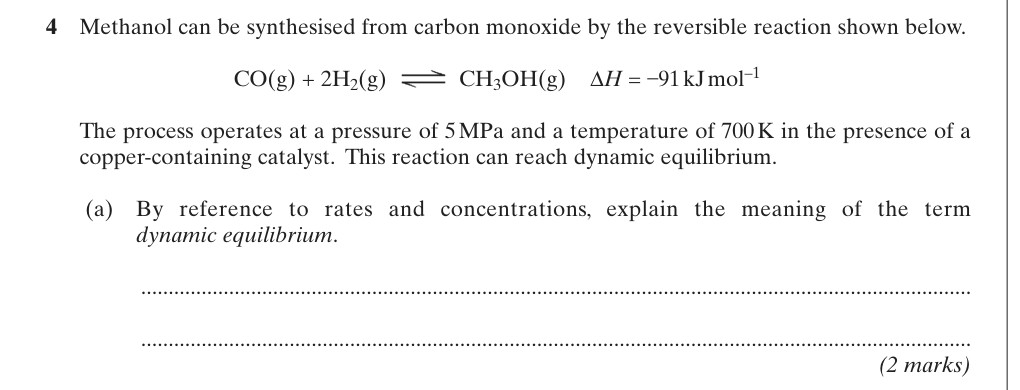 4 Methanol can be synthesised from carbon monoxide by the reversible reaction shown below.
CO(g) + 2H₂(g) ⇌ CH₃OH(g) ΔH = −91 kJ mol⁻¹
The process operates at a pressure of 5 MPa and a temperature of 700 K in the presence of a
copper-containing catalyst. This reaction can reach dynamic equilibrium.
(a) By reference to rates and concentrations, explain the meaning of the term
dynamic equilibrium.
(2 marks)